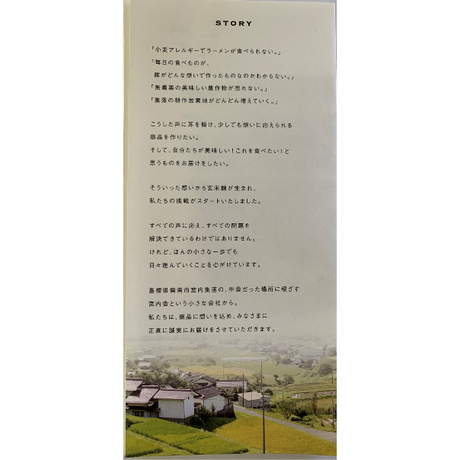 STORY
「小麦アレルギーでラーメンが食べられない。」
「毎日の食べものが、
誰がどんな想いで作ったものなのかわからない。」
「無農薬の美味しい農作物が売れない。」
「集落の耕作放棄地がどんどん増えていく。」
こうした声に耳を傾け、少しでも想いに応えられる
商品を作りたい。
そして、自分たちが美味しい!これを食べたい!と
思うものをお届けをしたい。
そういった想いから玄米麺が生まれ、
私たちの挑戦がスタートいたしました。
すべての声に応え、すべての問題を
解決できているわけではありません。
けれど、ほんの小さな一歩でも
日々進んでいくことを心がけています。
島根県
宮内集落の、
だった場所に根ざす
宮内舎という小さな会社から。
私たちは、商品に想いを込め、みなさまに
正直に誠実にお届けをさせていただきます。